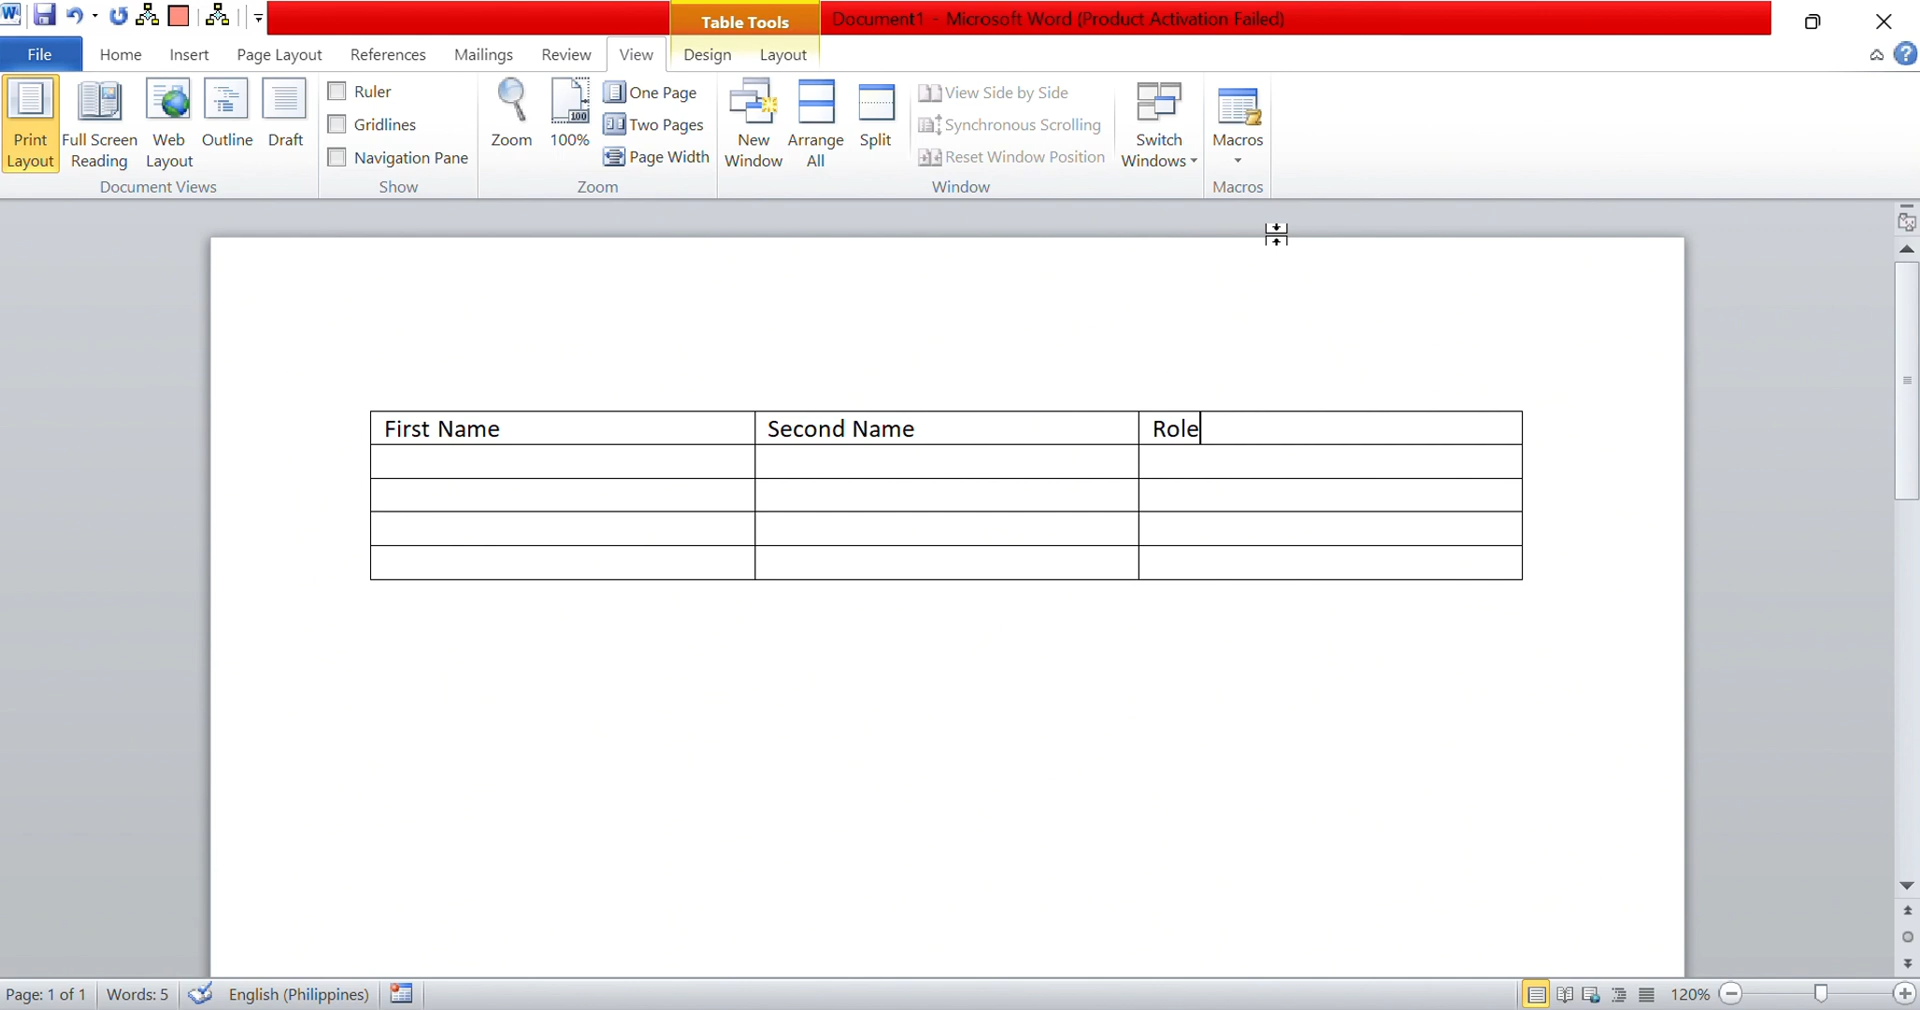 Table Tools
Document1 - Microsoft Word (Product Activation Failed)
File Home Insert Page Layout References Mailings Review View Design Layout
Print Layout
Full Screen Reading
Web Layout
Outline
Draft
Document Views
Ruler
Gridlines
Navigation Pane
Show
Zoom
100
100%
One Page
Two Pages
Page Width
Zoom
New Window
Arrange All
Split
View Side by Side
Synchronous Scrolling
Reset Window Position
Window
Switch Windows
Macros
Macros
First Name Second Name Role
Page: 1 of 1 Words: 5 English (Philippines) 120%